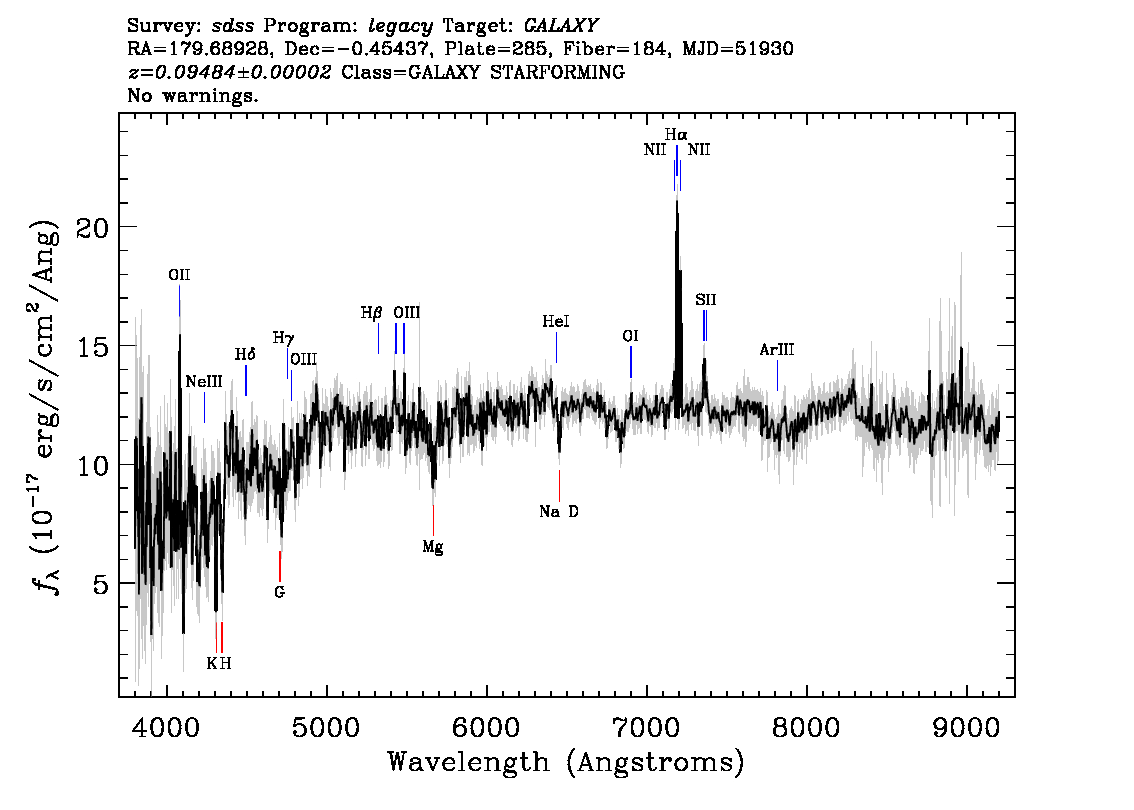 Survey: sdss Program: legacy Target: GALAXY
RA=179.68928, Dec=−0.45437, Plate=285, Fiber=184, MJD=51930
z=0.09484±0.00002 Class=GALAXY STARFORMING
No warnings.
Hα
NII NII
OII
SII
Hβ OIII
HeI
Hγ
OI
Hδ
OIII
ArIII
NeIII
Na D
Mg
G
K H
20
15
10
5
f_λ (10^−17 erg/s/cm^2/Ang)
4000 5000 6000 7000 8000 9000
Wavelength (Angstroms)